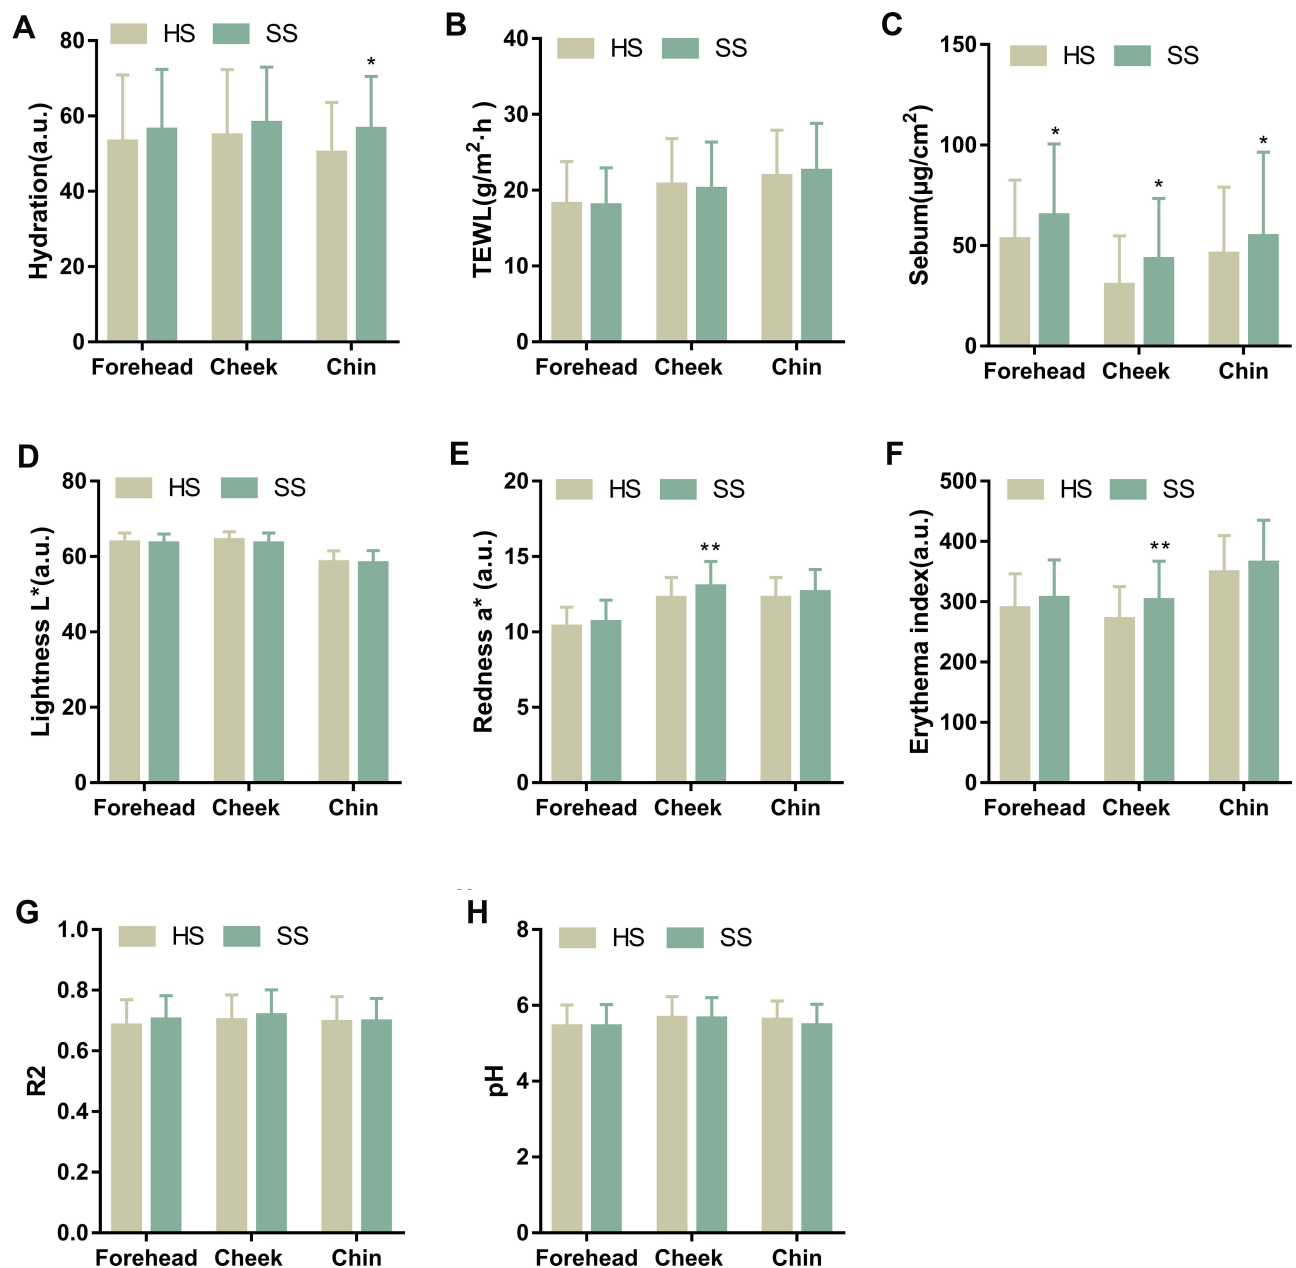 A
HS SS
Hydration(a.u.)
80
60
40
20
0
*
Forehead Cheek Chin
B
HS SS
TEWL(g/m²·h )
40
30
20
10
0
Forehead Cheek Chin
C
HS SS
Sebum(μg/cm²)
150
100
50
0
* * *
Forehead Cheek Chin
D
HS SS
Lightness L*(a.u.)
80
60
40
20
0
Forehead Cheek Chin
E
HS SS
Redness a* (a.u.)
20
15
10
5
0
**
Forehead Cheek Chin
F
HS SS
Erythema index(a.u.)
500
400
300
200
100
0
**
Forehead Cheek Chin
G
HS SS
R2
1.0
0.8
0.6
0.4
0.2
0.0
Forehead Cheek Chin
H
HS SS
pH
8
6
4
2
0
Forehead Cheek Chin